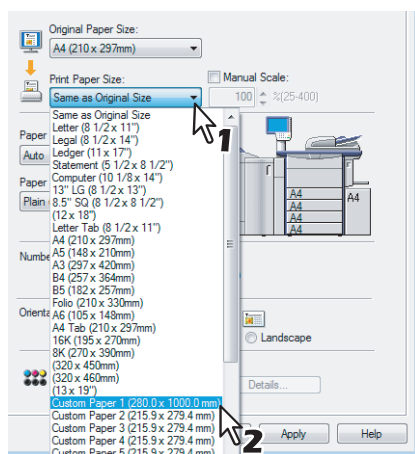 Original Paper Size:
A4 (210 x 297mm)
Print Paper Size:
Manual Scale:
Same as Original Size
100 %(25-400)
1
Same as Original Size
Letter (8 1/2 x 11")
Legal (8 1/2 x 14")
Ledger (11 x 17")
Statement (5 1/2 x 8 1/2")
Computer (10 1/8 x 14")
13" LG (8 1/2 x 13")
8.5" SQ (8 1/2 x 8 1/2")
(12 x 18")
Letter Tab (8 1/2 x 11")
A4 (210 x 297mm)
A5 (148 x 210mm)
A3 (297 x 420mm)
B4 (257 x 364mm)
B5 (182 x 257mm)
Folio (210 x 330mm)
A6 (105 x 148mm)
A4 Tab (210 x 297mm)
16K (195 x 270mm)
8K (270 x 390mm)
(320 x 450mm)
(320 x 460mm)
(13 x 19")
Custom Paper 1 (280.0 x 1000.0 mm)
Custom Paper 2 (215.9 x 279.4 mm)
Custom Paper 3 (215.9 x 279.4 mm)
Custom Paper 4 (215.9 x 279.4 mm)
Custom Paper 5 (215.9 x 279.4 mm)
2
Paper
Auto
Paper
Plain
Numbe
Orienta
A4
A4
A4
A4
A4
Landscape
Details...
Apply
Help